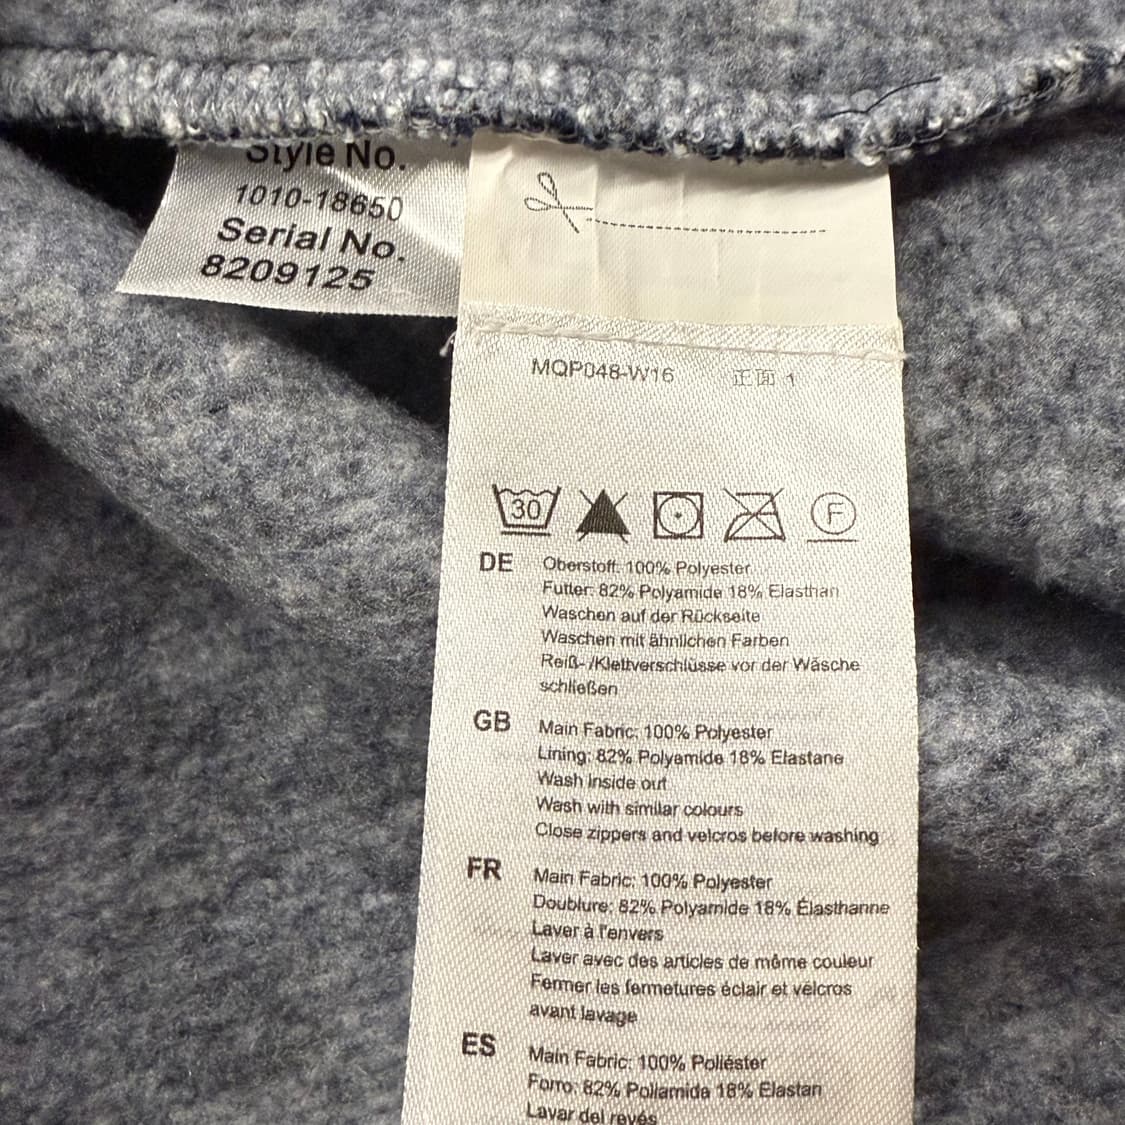 Style No.
1010-18650
Serial No.
8209125
MQP048-W16 正面 1
30
F
DE
Oberstoff: 100% Polyester
Futter: 82% Polyamide 18% Elasthan
Waschen auf der Rückseite
Waschen mit ähnlichen Farben
Reiß- /Klettverschlüsse vor der Wäsche
schließen
GB
Main Fabric: 100% Polyester
Lining: 82% Polyamide 18% Elastane
Wash inside out
Wash with similar colours
Close zippers and velcros before washing
FR
Main Fabric: 100% Polyester
Doublure: 82% Polyamide 18% Élasthanne
Laver à l'envers
Laver avec des articles de même couleur
Fermer les fermetures éclair et velcros
avant lavage
ES
Main Fabric: 100% Poliéster
Forro: 82% Poliamida 18% Elastan
Lavar del revés